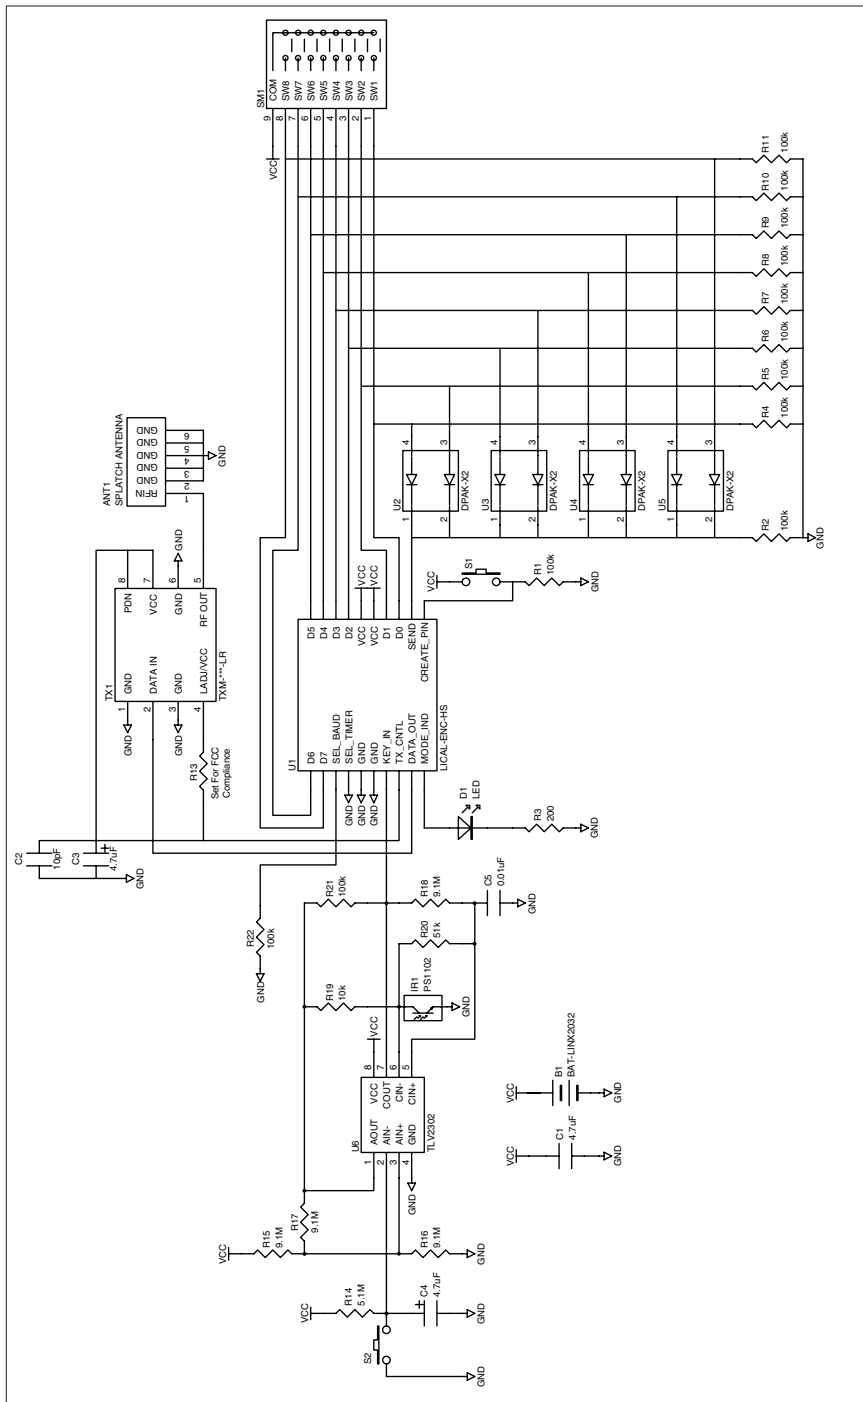 SM1
COM
SW8
SW7
SW6
SW5
SW4
SW3
SW2
SW1
9
8
7
6
5
4
3
2
1
VCC
R11
100k
R10
100k
R9
100k
R8
100k
R7
100k
R6
100k
R5
100k
R4
100k
R2
100k
GND
U2
4
3
1
2
DPAK-X2
U3
4
3
1
2
DPAK-X2
U4
4
3
1
2
DPAK-X2
U5
4
3
1
2
DPAK-X2
ANT1
SPLATCH ANTENNA
RFIN
GND
GND
GND
GND
GND
1
2
3
4
5
6
GND
TX1
PDN
VCC
GND
RF OUT
8
7
6
5
GND
GND
DATA IN
GND
LADJ/VCC
1
2
3
4
GND
GND
TXM-***-LR
R13
Set For FCC
Compliance
VCC
S1
R1
100k
GND
VCC
VCC
U1
D5
D4
D3
D2
VCC
VCC
D1
D0
SEND
CREATE_PIN
D6
D7
SEL_BAUD
SEL_TIMER
GND
GND
KEY_IN
TX_CNTL
DATA_OUT
MODE_IND
LICAL-ENC-HS
GND
GND
GND
D1
LED
R3
200
GND
C2
10pF
C3
4.7uF
GND
R22
100k
GND
R21
100k
R18
9.1M
C5
0.01uF
GND
R20
51k
R19
10k
IR1
PS1102
GND
VCC
U6
8
7
6
5
VCC
COUT
CIN-
CIN+
AOUT
AIN-
AIN+
GND
1
2
3
4
TLV2302
GND
VCC
B1
BAT-LINX2032
GND
VCC
C1
4.7uF
GND
VCC
R15
9.1M
R17
9.1M
R16
9.1M
GND
VCC
R14
5.1M
C4
4.7uF
GND
S2
GND